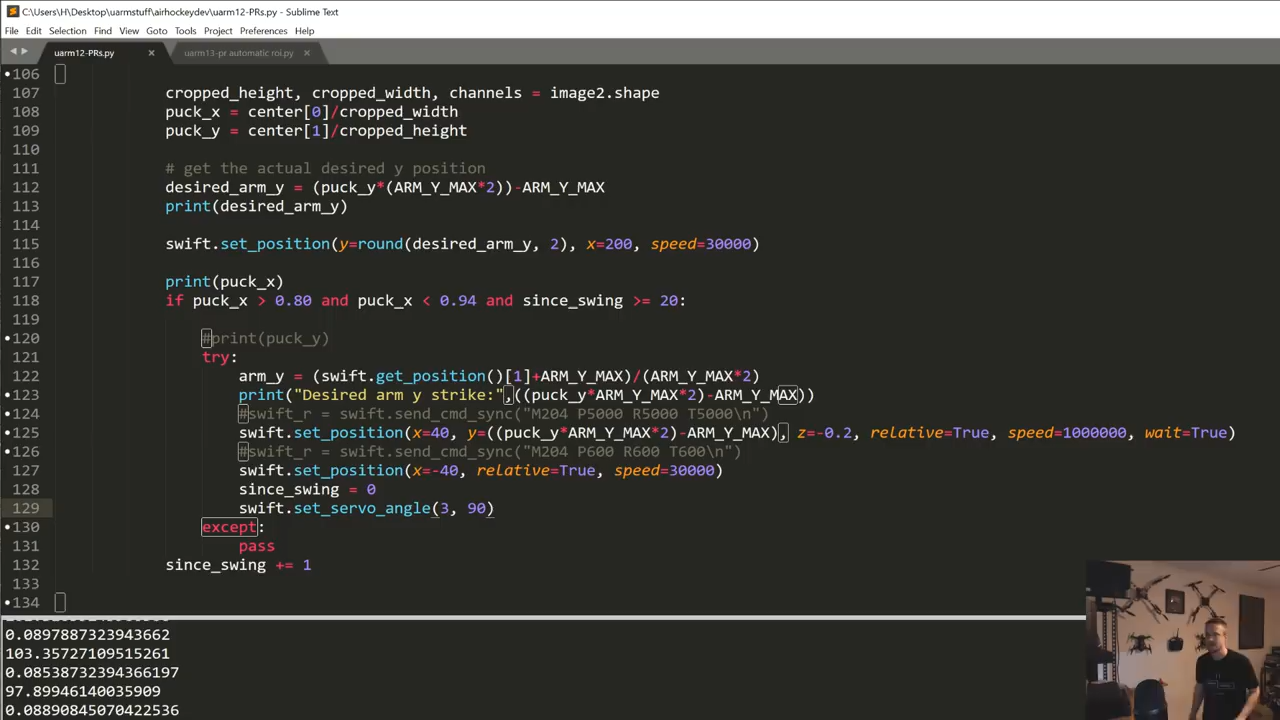 C:\Users\H\Desktop\uarmstuff\airhockeydev\uarm12-PRs.py - Sublime Text
File Edit Selection Find View Goto Tools Project Preferences Help
uarm12-PRs.py × uarm13-pr automatic roi.py ×
106
107 cropped_height, cropped_width, channels = image2.shape
108 puck_x = center[0]/cropped_width
109 puck_y = center[1]/cropped_height
110
111 # get the actual desired y position
112 desired_arm_y = (puck_y*(ARM_Y_MAX*2))-ARM_Y_MAX
113 print(desired_arm_y)
114
115 swift.set_position(y=round(desired_arm_y, 2), x=200, speed=30000)
116
117 print(puck_x)
118 if puck_x > 0.80 and puck_x < 0.94 and since_swing >= 20:
119
120 #print(puck_y)
121 try:
122 arm_y = (swift.get_position()[1]+ARM_Y_MAX)/(ARM_Y_MAX*2)
123 print("Desired arm y strike:",((puck_y*ARM_Y_MAX*2)-ARM_Y_MAX))
124 #swift_r = swift.send_cmd_sync("M204 P5000 R5000 T5000\n")
125 swift.set_position(x=40, y=((puck_y*ARM_Y_MAX*2)-ARM_Y_MAX), z=-0.2, relative=True, speed=1000000, wait=True)
126 #swift_r = swift.send_cmd_sync("M204 P600 R600 T600\n")
127 swift.set_position(x=-40, relative=True, speed=30000)
128 since_swing = 0
129 swift.set_servo_angle(3, 90)
130 except:
131 pass
132 since_swing += 1
133
134
0.0897887323943662
103.35727109515261
0.08538732394366197
97.89946140035909
0.08890845070422536